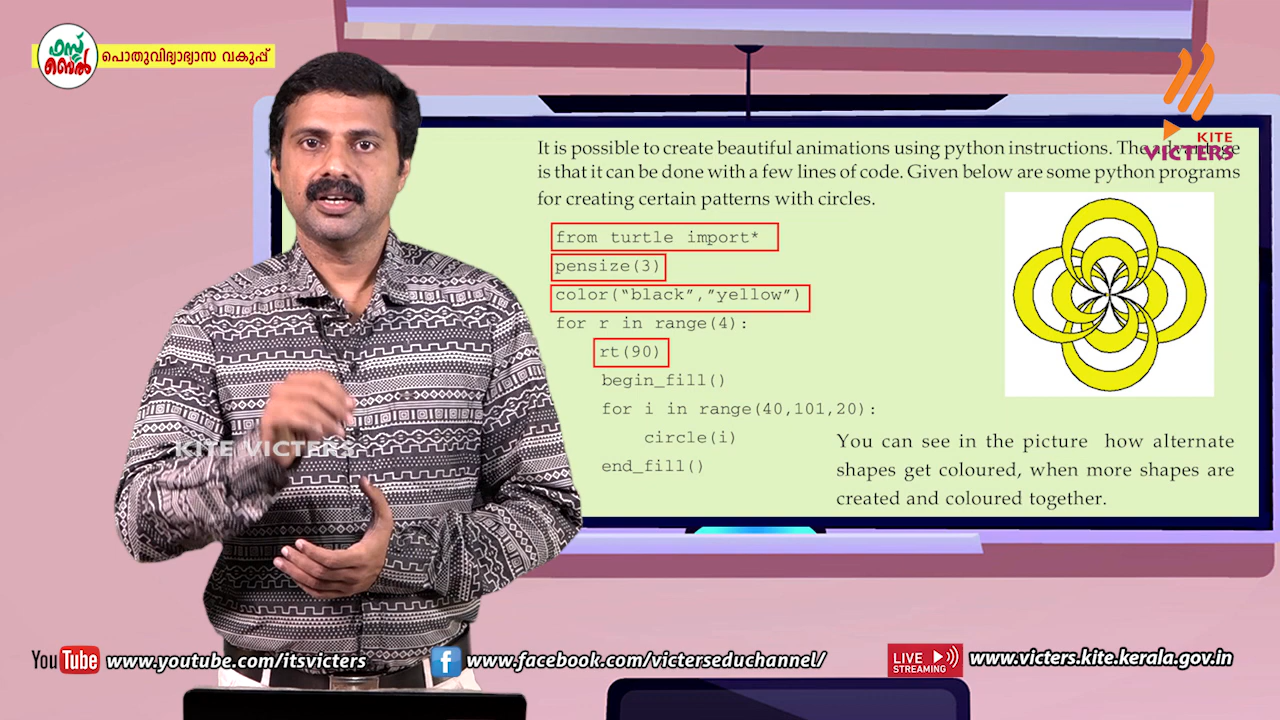 ഫസ്റ്റ്
ബെൽ
പൊതുവിദ്യാഭ്യാസ വകുപ്പ്
KITE
VICTERS
It is possible to create beautiful animations using python instructions. The advantage
is that it can be done with a few lines of code. Given below are some python programs
for creating certain patterns with circles.
from turtle import*
pensize(3)
color(“black”,”yellow”)
for r in range(4):
rt(90)
begin_fill()
for i in range(40,101,20):
circle(i)
end_fill()
You can see in the picture how alternate
shapes get coloured, when more shapes are
created and coloured together.
KITE VICTERS
YouTube www.youtube.com/itsvicters
f www.facebook.com/victerseduchannel/
LIVE STREAMING www.victers.kite.kerala.gov.in